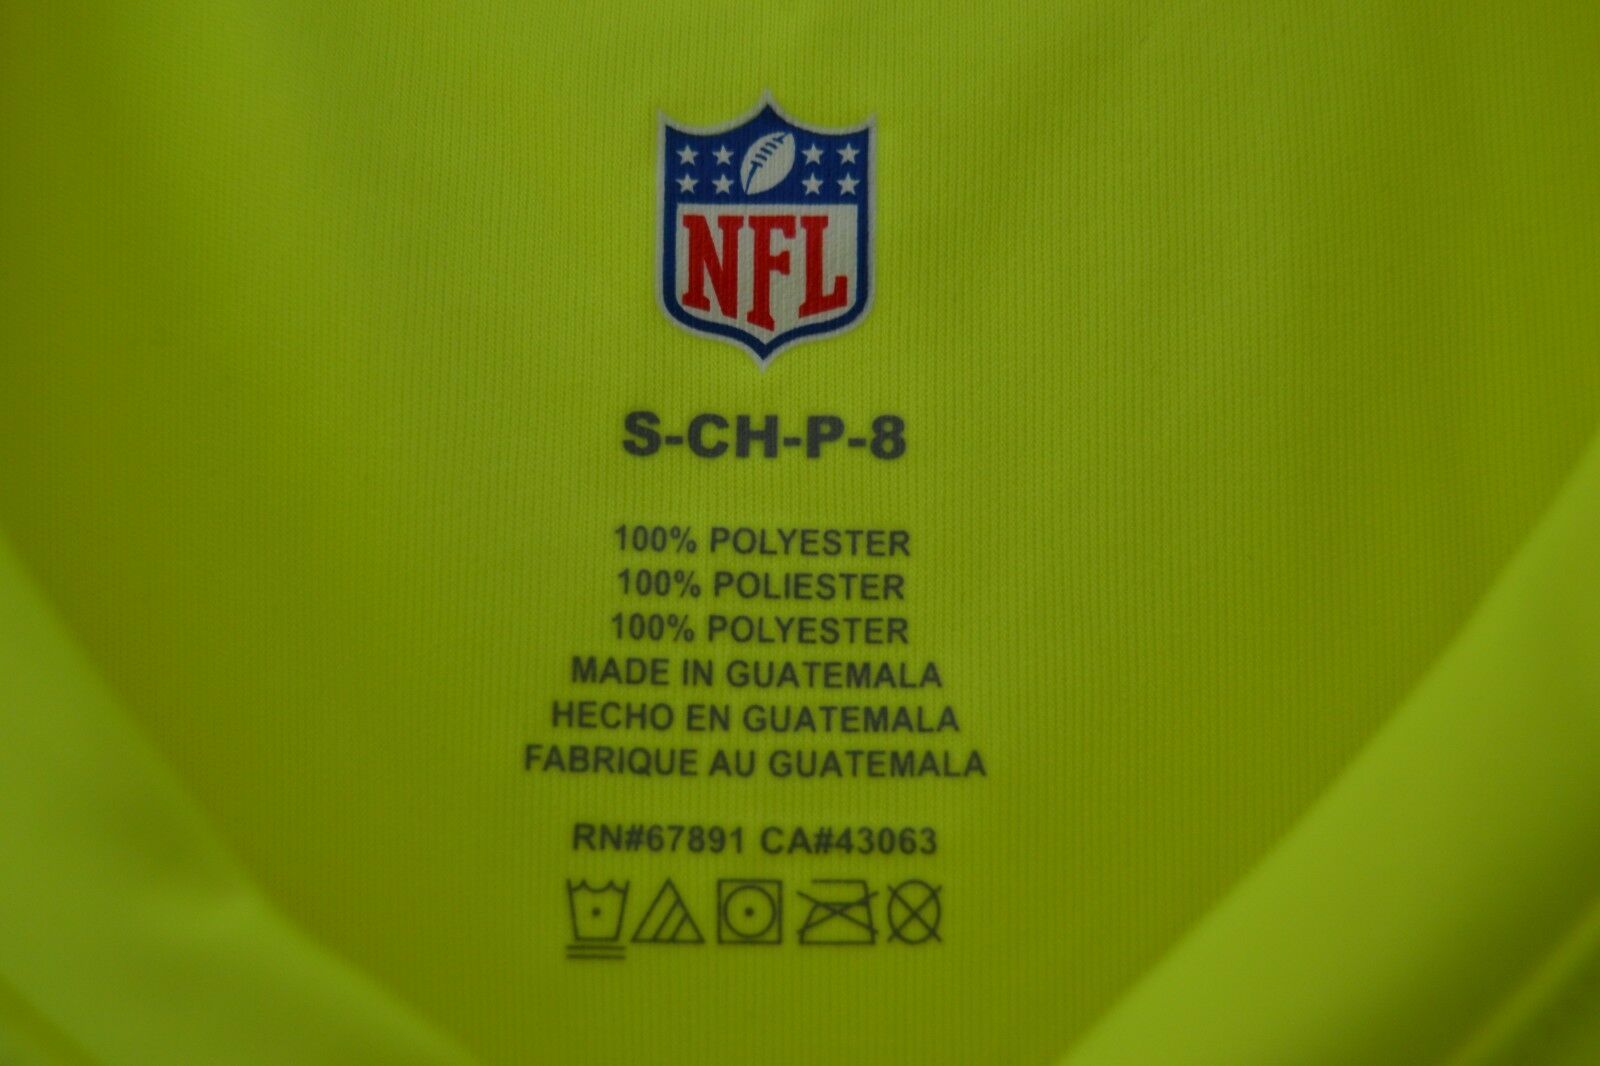 NFL
S-CH-P-8
100% POLYESTER
100% POLIESTER
100% POLYESTER
MADE IN GUATEMALA
HECHO EN GUATEMALA
FABRIQUE AU GUATEMALA
RN#67891 CA#43063